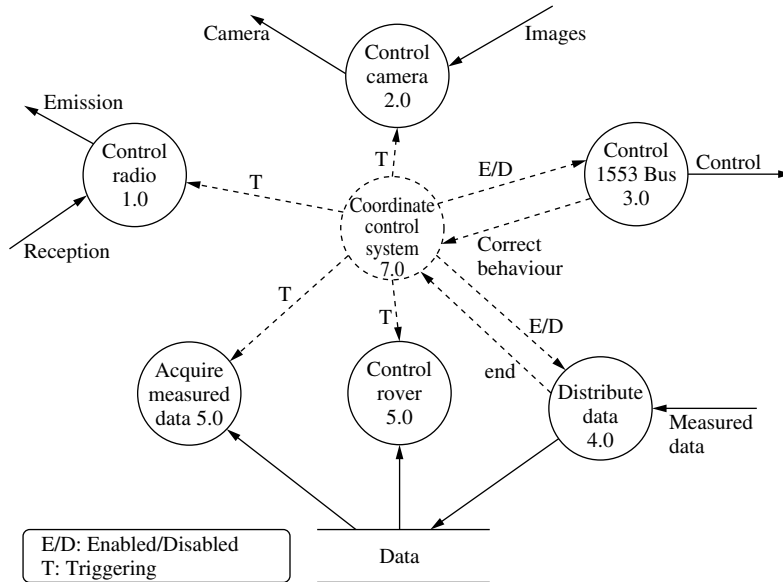 Camera
Images
Control
camera
2.0
Emission
Control
radio
1.0
Reception
T
T
E/D
Control
1553 Bus
3.0
Control
Coordinate
control
system
7.0
Correct
behaviour
T
T
E/D
end
Acquire
measured
data 5.0
Control
rover
5.0
Distribute
data
4.0
Measured
data
Data
E/D: Enabled/Disabled
T: Triggering